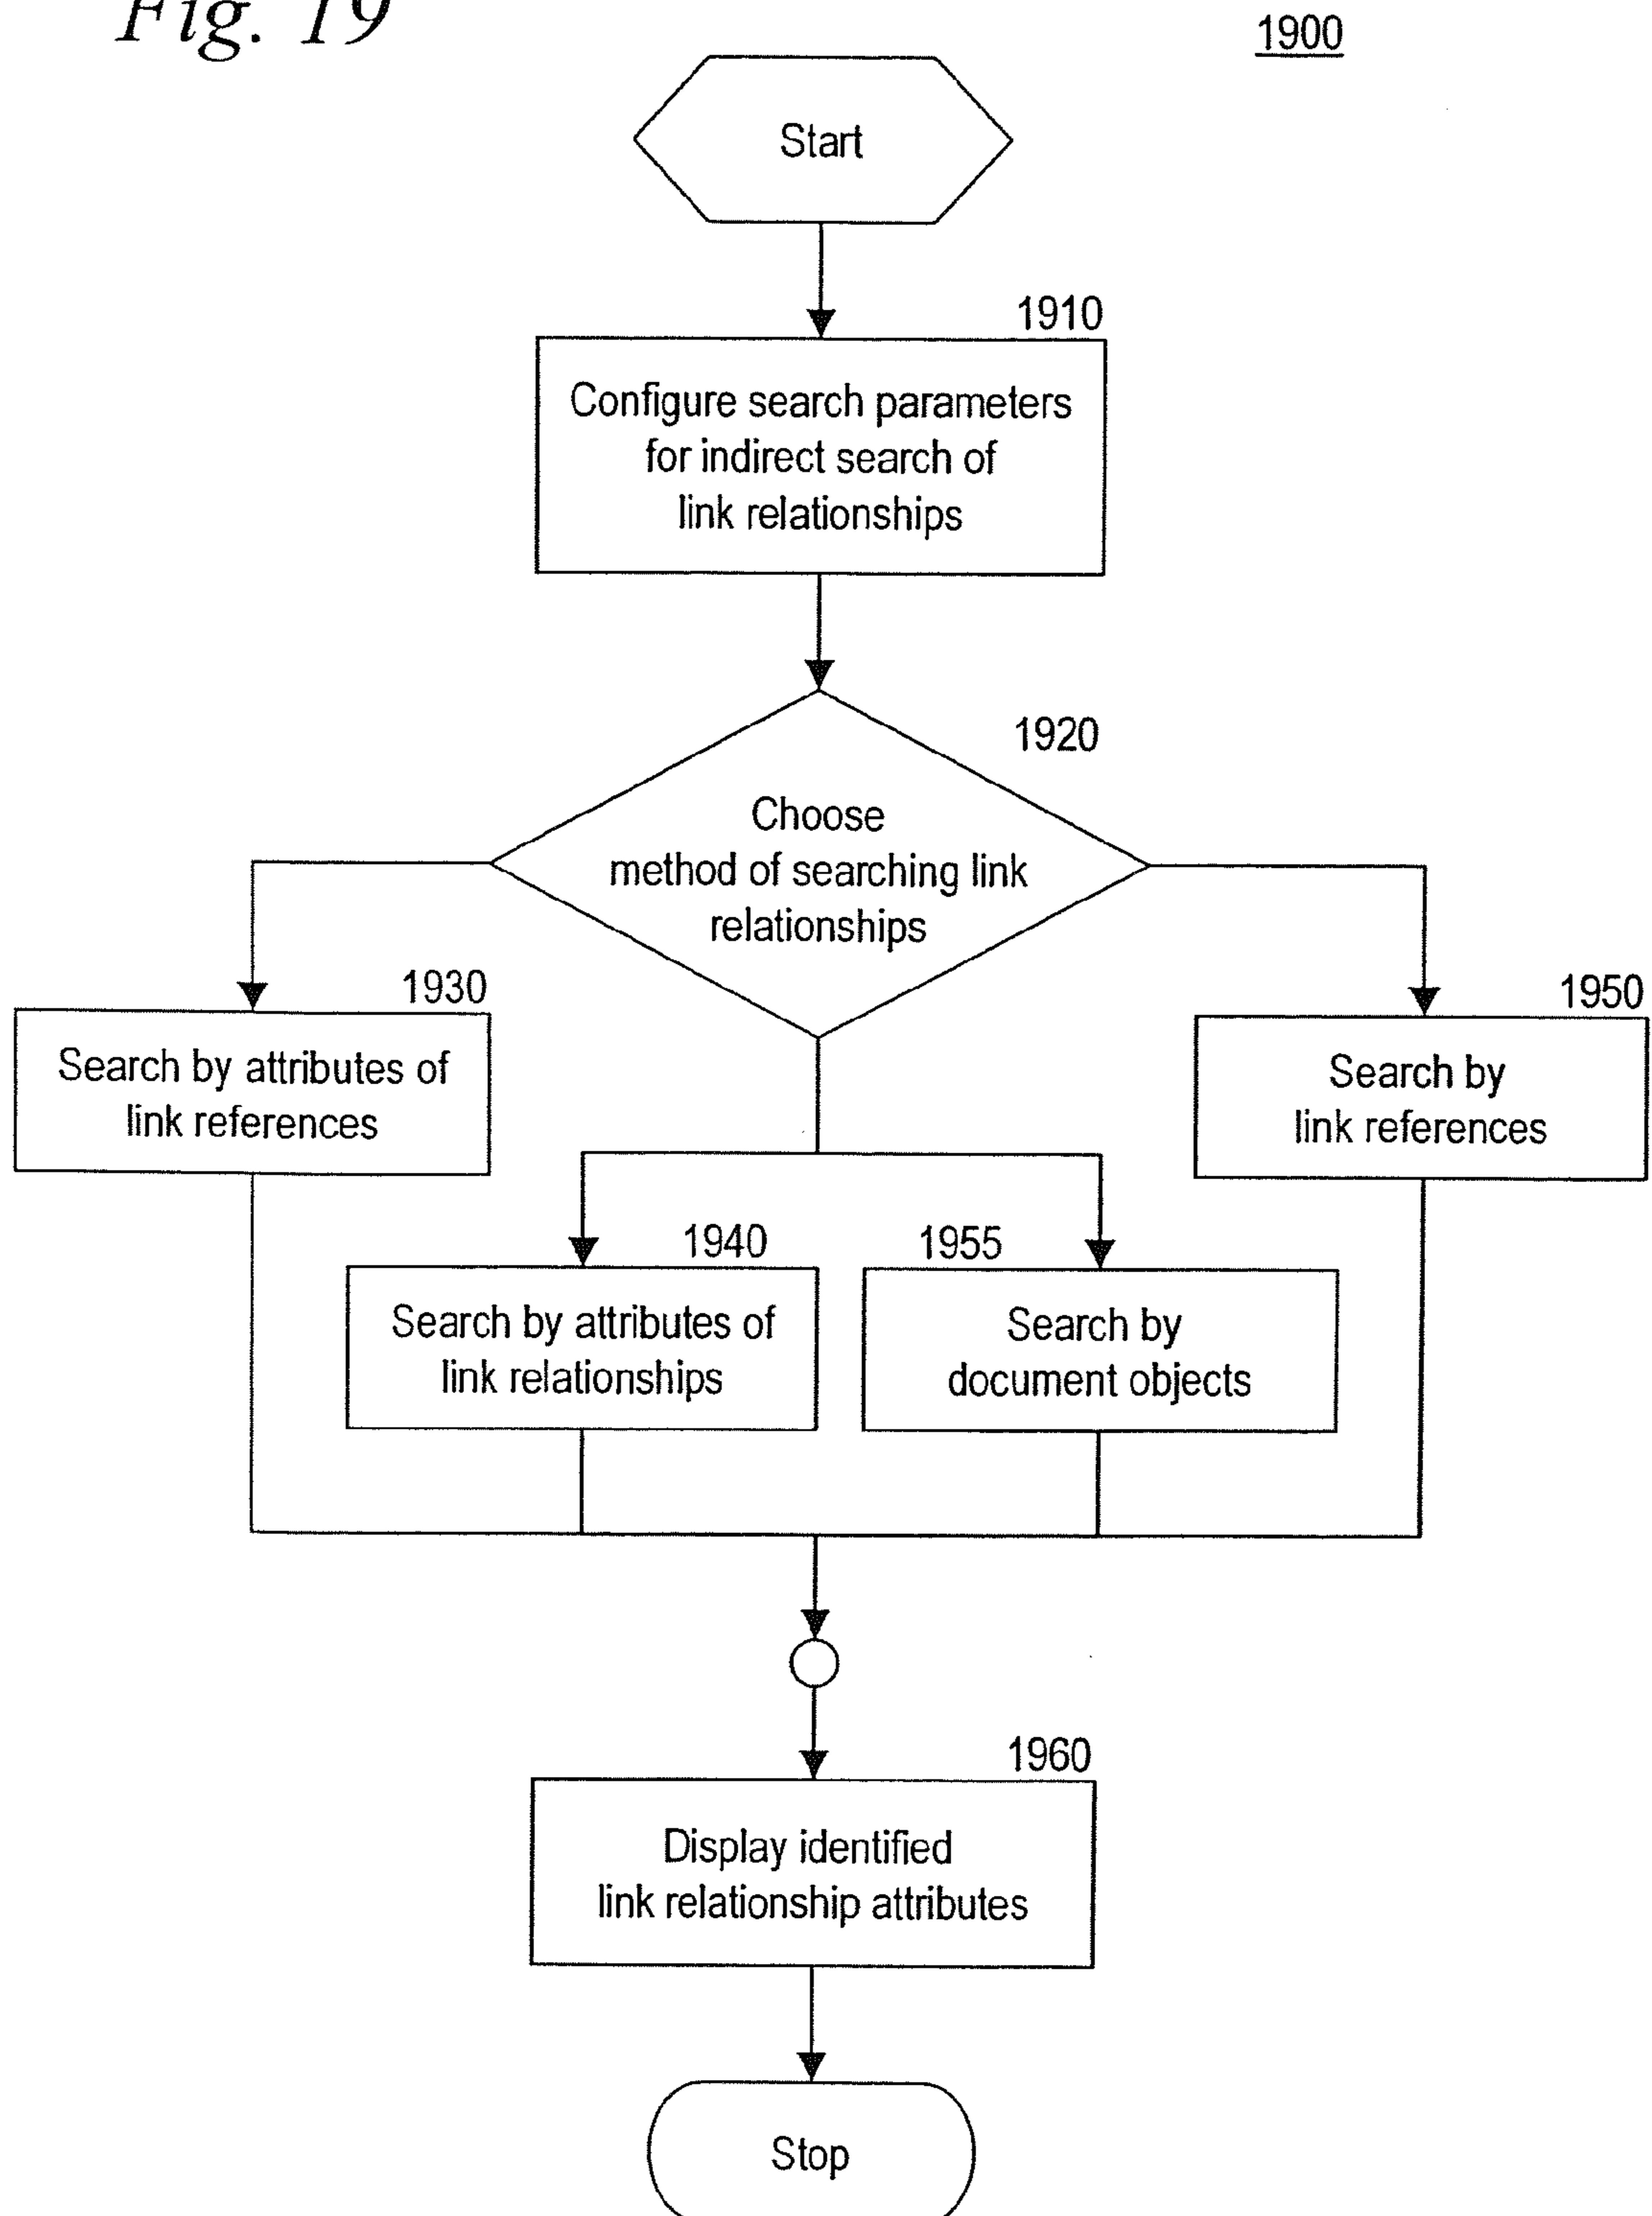 Fig. 19
1900
Start
1910
Configure search parameters
for indirect search of
link relationships
1920
Choose
method of searching link
relationships
1930
Search by attributes of
link references
1950
Search by
link references
1940
Search by attributes of
link relationships
1955
Search by
document objects
1960
Display identified
link relationship attributes
Stop